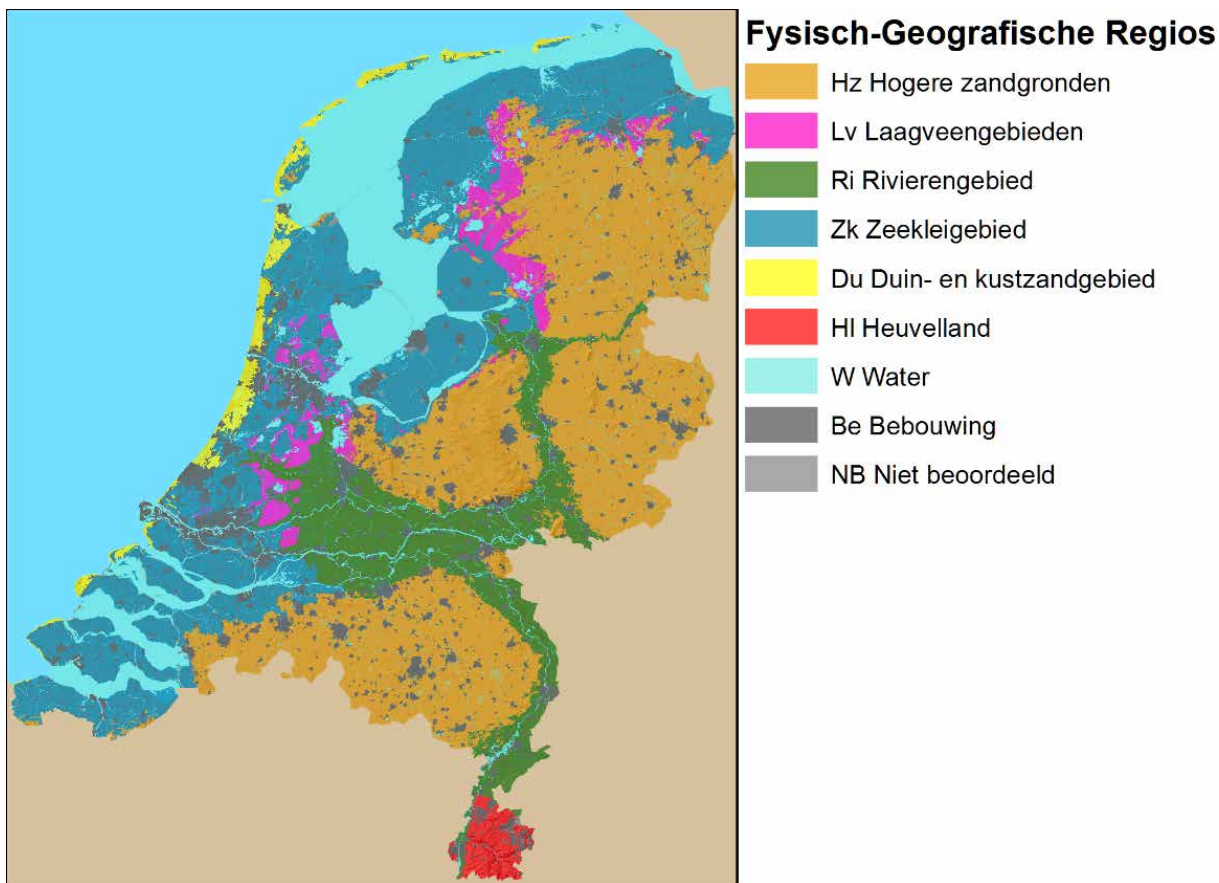 Fysisch-Geografische Regios
Hz Hogere zandgronden
Lv Laagveengebieden
Ri Rivierengebied
Zk Zeekleigebied
Du Duin- en kustzandgebied
Hl Heuvelland
W Water
Be Bebouwing
NB Niet beoordeeld